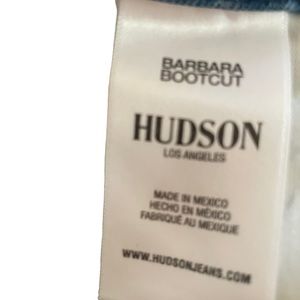 BARBARA
BOOTCUT
HUDSON
LOS ANGELES
MADE IN MEXICO
HECHO EN MÉXICO
FABRIQUÉ AU MEXIQUE
WWW.HUDSONJEANS.COM